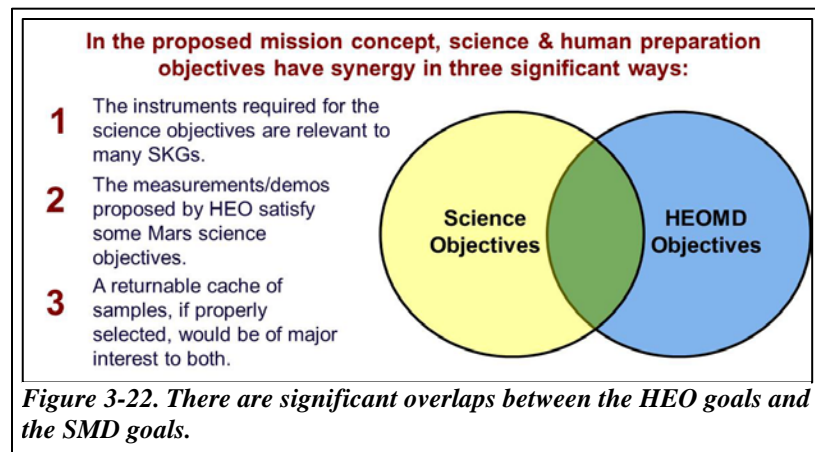 In the proposed mission concept, science & human preparation
objectives have synergy in three significant ways:
1 The instruments required for the
science objectives are relevant to
many SKGs.
2 The measurements/demos
proposed by HEO satisfy
some Mars science
objectives.
3 A returnable cache of
samples, if properly
selected, would be of major
interest to both.
Science
Objectives
HEOMD
Objectives
Figure 3-22. There are significant overlaps between the HEO goals and
the SMD goals.